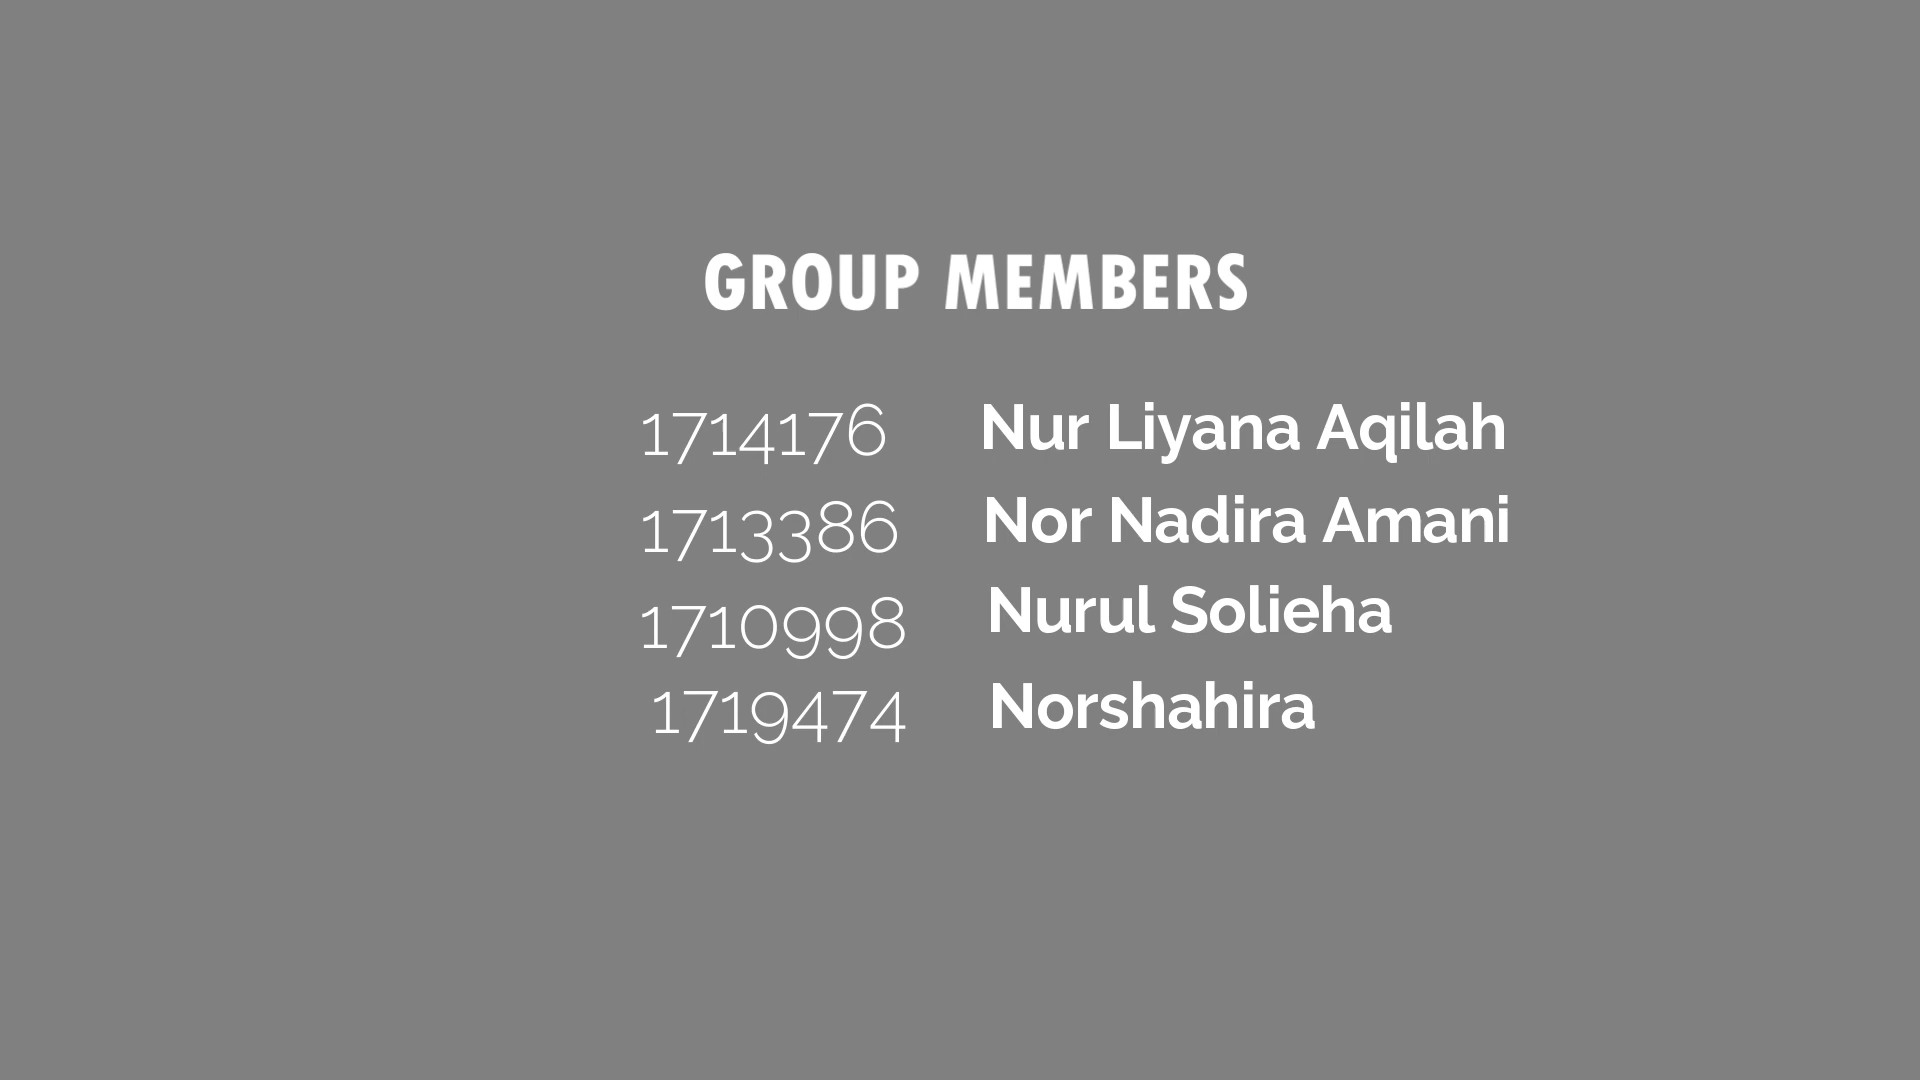 GROUP MEMBERS
1714176 Nur Liyana Aqilah
1713386 Nor Nadira Amani
1710998 Nurul Solieha
1719474 Norshahira